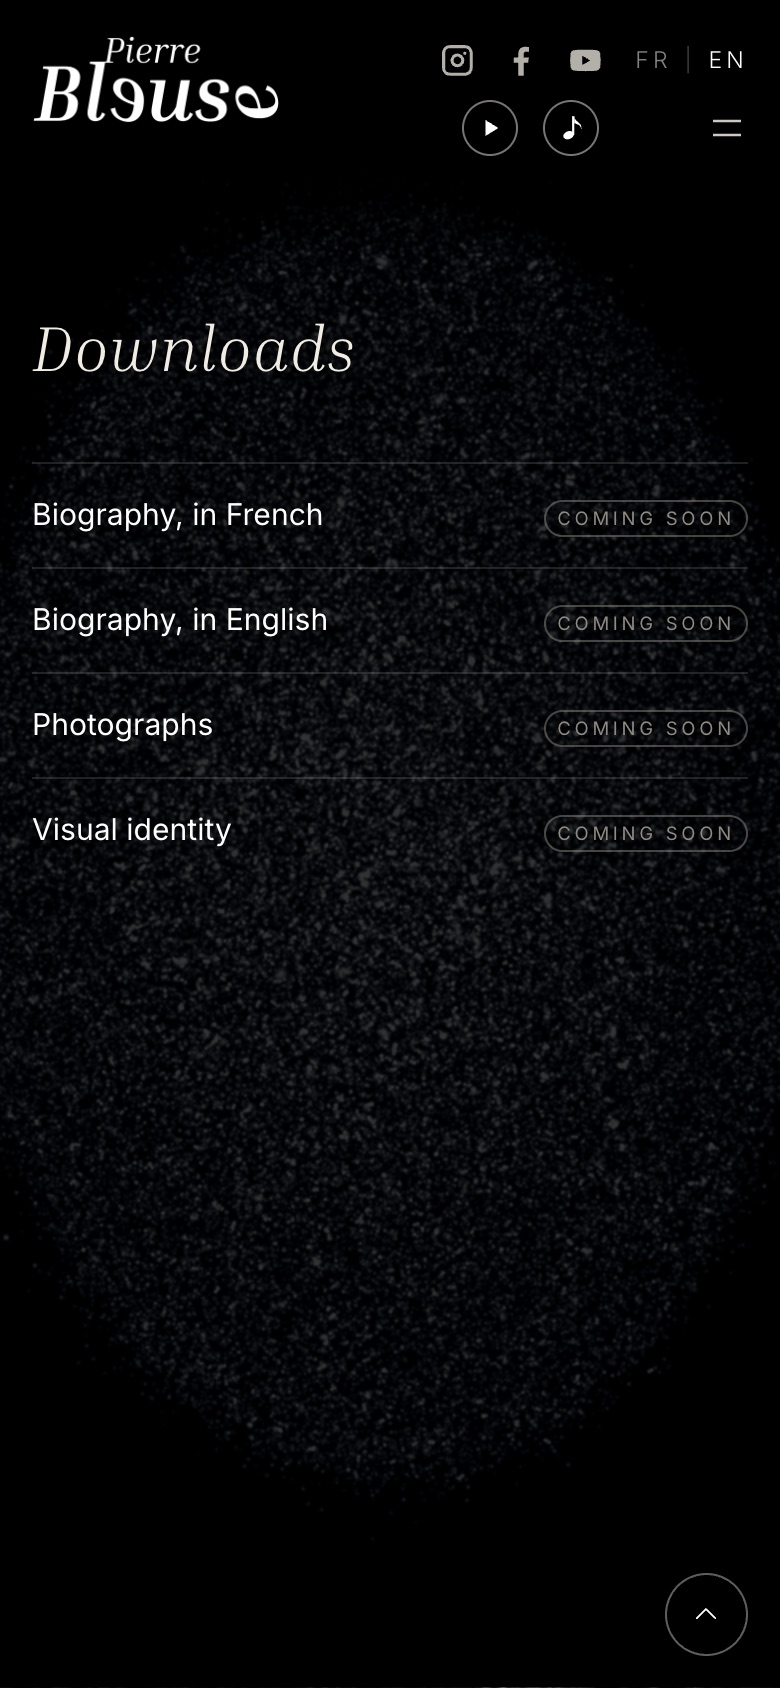 Pierre
Bleuse
FR | EN
Downloads
Biography, in French COMING SOON
Biography, in English COMING SOON
Photographs COMING SOON
Visual identity COMING SOON